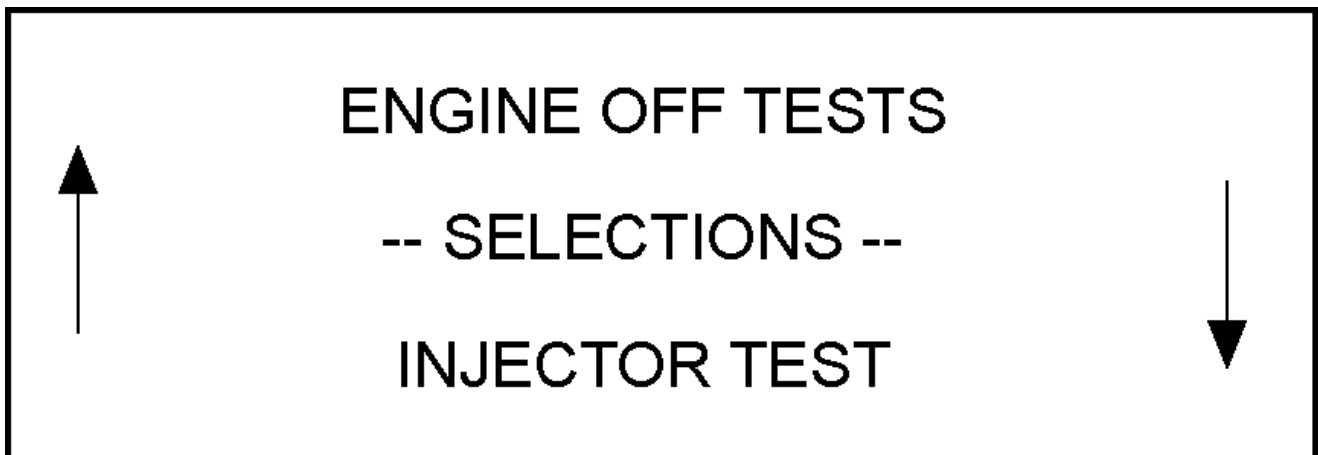 ENGINE OFF TESTS
-- SELECTIONS --
INJECTOR TEST